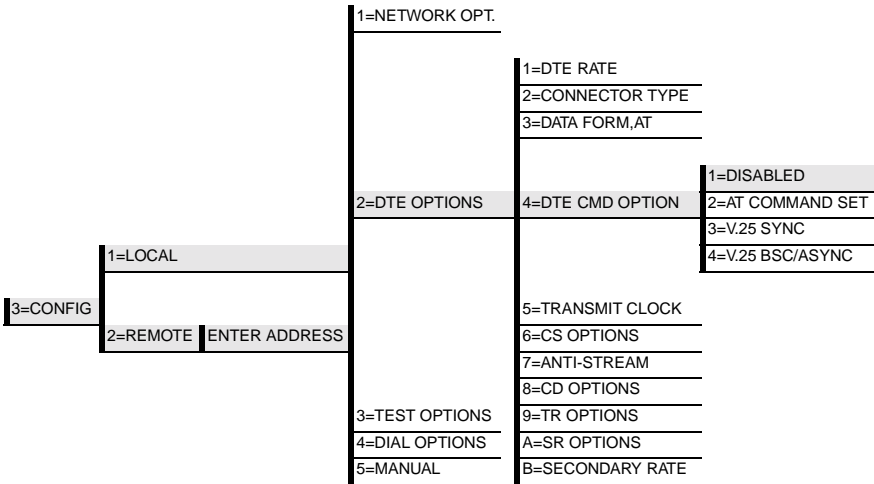 1=NETWORK OPT.
1=DTE RATE
2=CONNECTOR TYPE
3=DATA FORM,AT
1=DISABLED
2=DTE OPTIONS 4=DTE CMD OPTION 2=AT COMMAND SET
3=V.25 SYNC
1=LOCAL 4=V.25 BSC/ASYNC
3=CONFIG 5=TRANSMIT CLOCK
2=REMOTE ENTER ADDRESS 6=CS OPTIONS
7=ANTI-STREAM
8=CD OPTIONS
3=TEST OPTIONS 9=TR OPTIONS
4=DIAL OPTIONS A=SR OPTIONS
5=MANUAL B=SECONDARY RATE